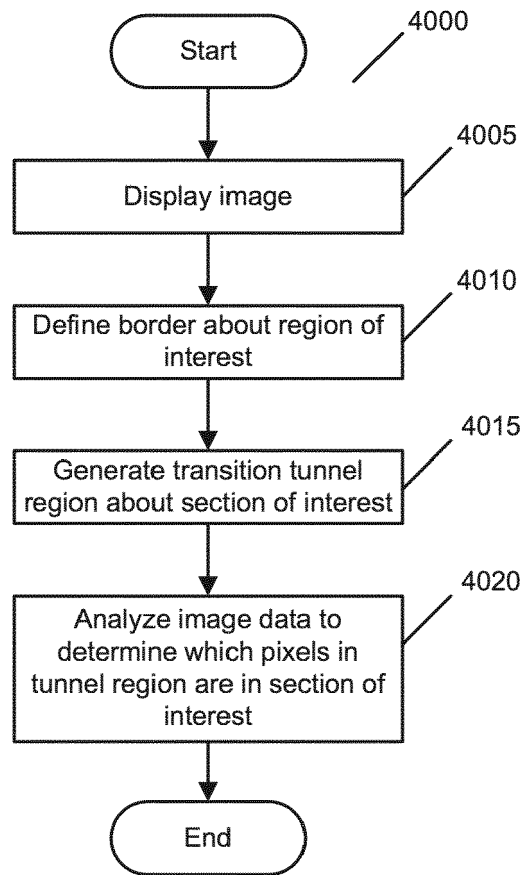 Start
4000
4005
Display image
4010
Define border about region of
interest
4015
Generate transition tunnel
region about section of interest
4020
Analyze image data to
determine which pixels in
tunnel region are in section of
interest
End